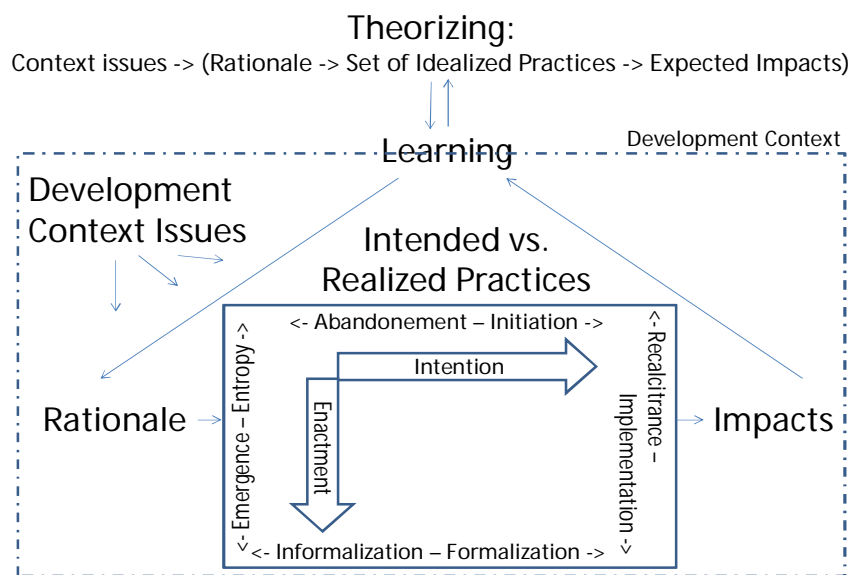 Theorizing:
Context issues -> (Rationale -> Set of Idealized Practices -> Expected Impacts)
Development Context
Learning
Development
Context Issues
Intended vs.
Realized Practices
<- Abandonement – Initiation ->
<- Emergence – Entropy ->
<- Recalcitrance –
Implementation ->
Intention
Enactment
Rationale
Impacts
<- Informalization – Formalization ->